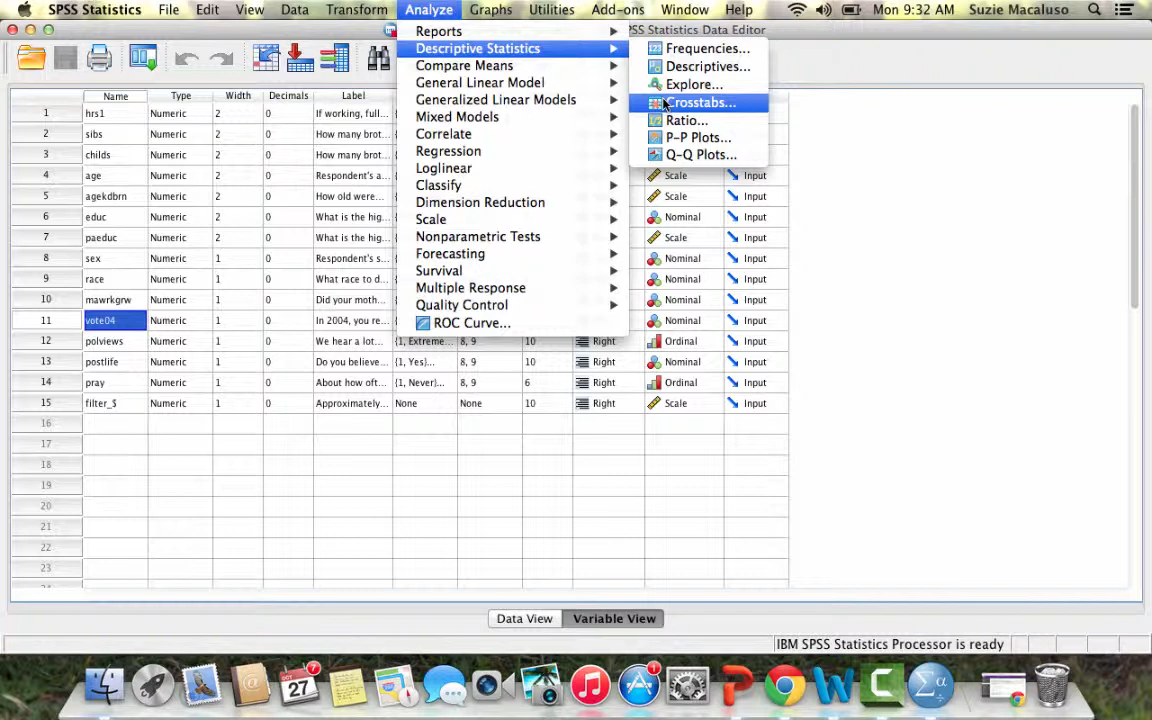 SPSS Statistics File Edit View Data Transform Analyze Graphs Utilities Add-ons Window Help Mon 9:32 AM Suzie Macaluso
SPSS Statistics Data Editor
Reports
Descriptive Statistics
Compare Means
General Linear Model
Generalized Linear Models
Mixed Models
Correlate
Regression
Loglinear
Classify
Dimension Reduction
Scale
Nonparametric Tests
Forecasting
Survival
Multiple Response
Quality Control
ROC Curve...
Frequencies...
Descriptives...
Explore...
Crosstabs...
Ratio...
P-P Plots...
Q-Q Plots...
Name Type Width Decimals Label
1 hrs1 Numeric 2 0 If working, full...
2 sibs Numeric 2 0 How many brot...
3 childs Numeric 2 0 How many brot...
4 age Numeric 2 0 Respondent's a... Scale Input
5 agekdbrn Numeric 2 0 How old were... Scale Input
6 educ Numeric 2 0 What is the hig... Nominal Input
7 paeduc Numeric 2 0 What is the hig... Scale Input
8 sex Numeric 1 0 Respondent's s... Nominal Input
9 race Numeric 1 0 What race to d... Nominal Input
10 mawrkgrw Numeric 1 0 Did your moth... Nominal Input
11 vote04 Numeric 1 0 In 2004, you re... Nominal Input
12 polviews Numeric 1 0 We hear a lot... {1, Extreme... 8, 9 10 Right Ordinal Input
13 postlife Numeric 1 0 Do you believe... {1, Yes}... 8, 9 10 Right Nominal Input
14 pray Numeric 1 0 About how oft... {1, Never}... 8, 9 6 Right Ordinal Input
15 filter_$ Numeric 1 0 Approximately... None None 10 Right Scale Input
16
17
18
19
20
21
22
23
Data View Variable View
IBM SPSS Statistics Processor is ready
7
OCT
27
1